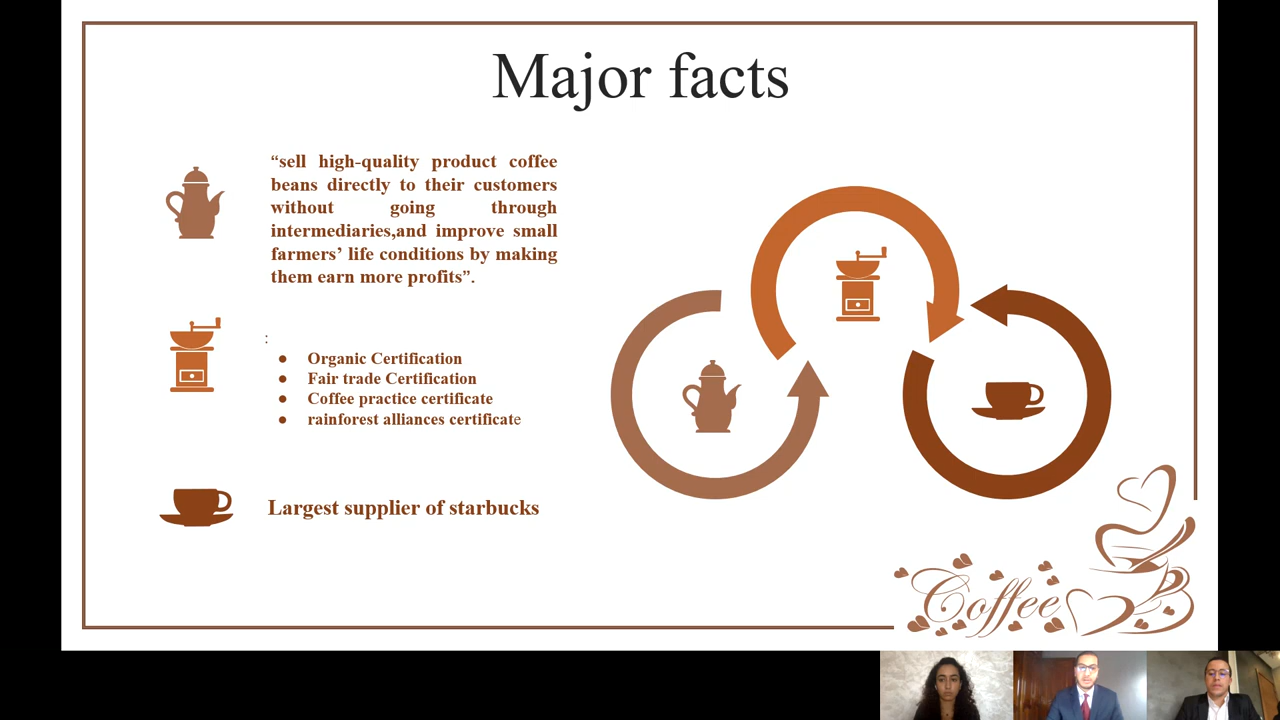 Major facts
“sell high-quality product coffee
beans directly to their customers
without going through
intermediaries,and improve small
farmers’ life conditions by making
them earn more profits”.
:
● Organic Certification
● Fair trade Certification
● Coffee practice certificate
● rainforest alliances certificate
Largest supplier of starbucks
Coffee